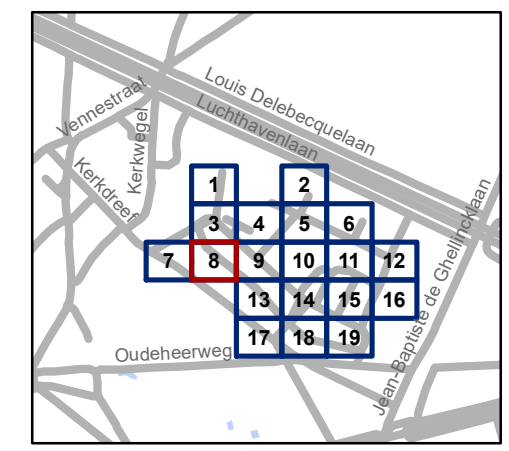 Louis Delebecquelaan
Luchthavenlaan
Vennestraat
Kerkwegel
Kerkdreef
1 2
3 4 5 6
7 8 9 10 11 12
13 14 15 16
17 18 19
Oudeheerweg
Jean-Baptiste de Ghellincklaan